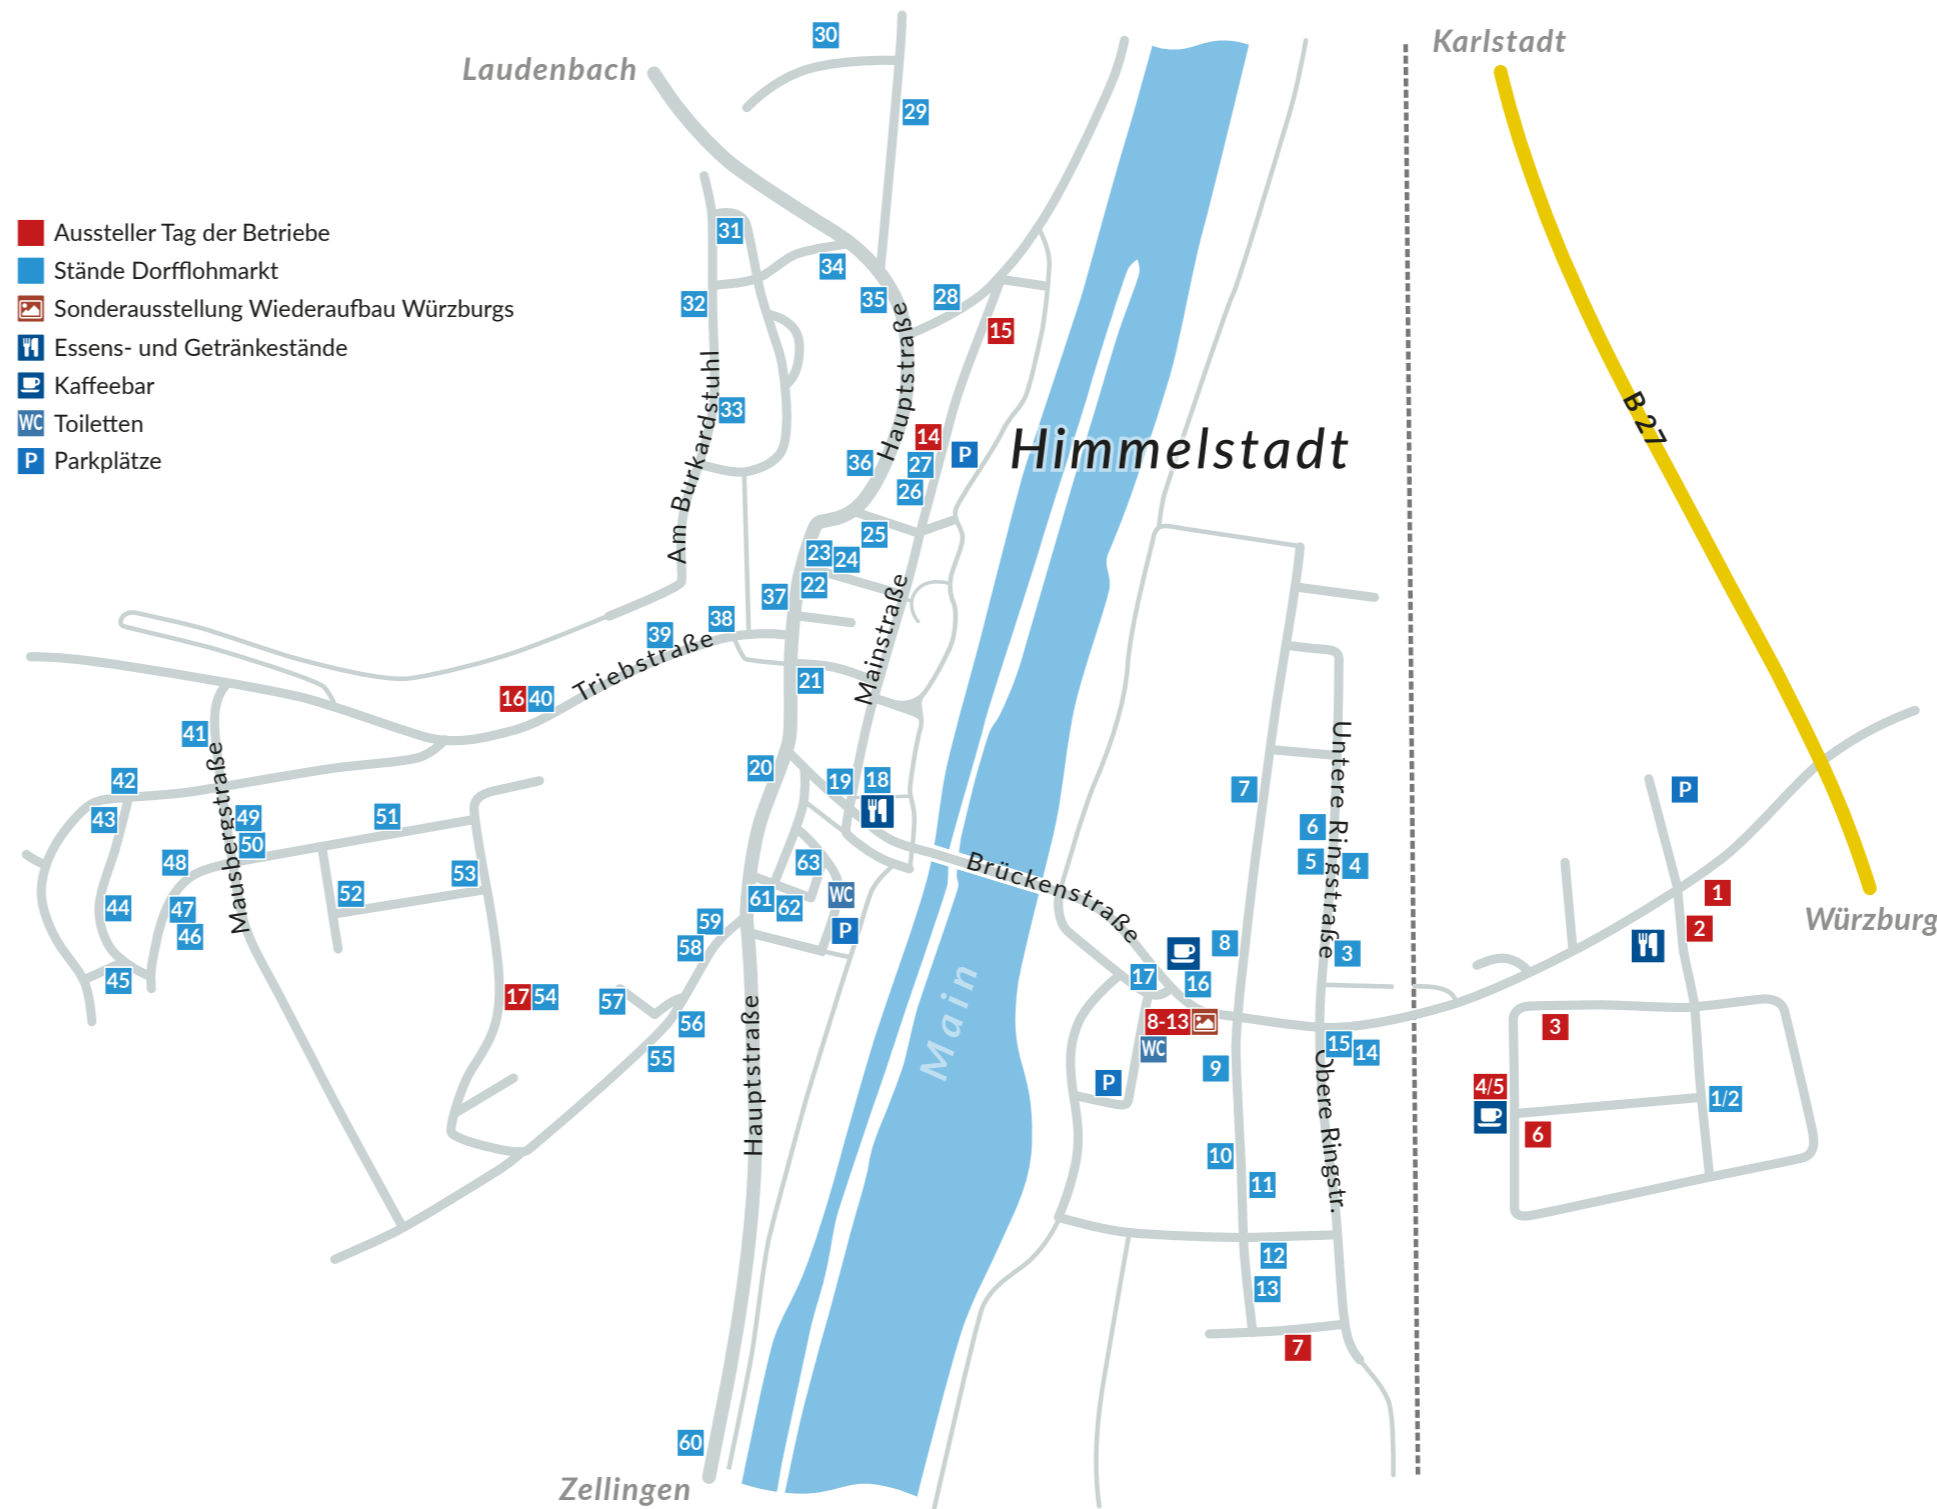 Laudenbach
Karlstadt
Aussteller Tag der Betriebe
Stände Dorfflohmarkt
Sonderausstellung Wiederaufbau Würzburgs
Essens- und Getränkestände
Kaffeebar
WC Toiletten
P Parkplätze
30
29
31
34
32
35
28
15
Hauptstraße
Am Burkardstuhl
33
B 27
14
36
27
P
26
Himmelstadt
25
23
24
22
37
38
39
Triebstraße
Mainstraße
16
40
21
41
Mausbergstraße
42
43
49
50
51
48
52
53
44
47
46
45
20
19
18
63
WC
61
62
P
59
58
17
54
57
56
55
Hauptstraße
Main
Brückenstraße
7
6
5
4
Untere Ringstraße
8
3
17
16
8-13
WC
9
P
15
14
Obere Ringstr.
10
11
12
13
7
P
1
2
Würzburg
3
4/5
6
1/2
60
Zellingen